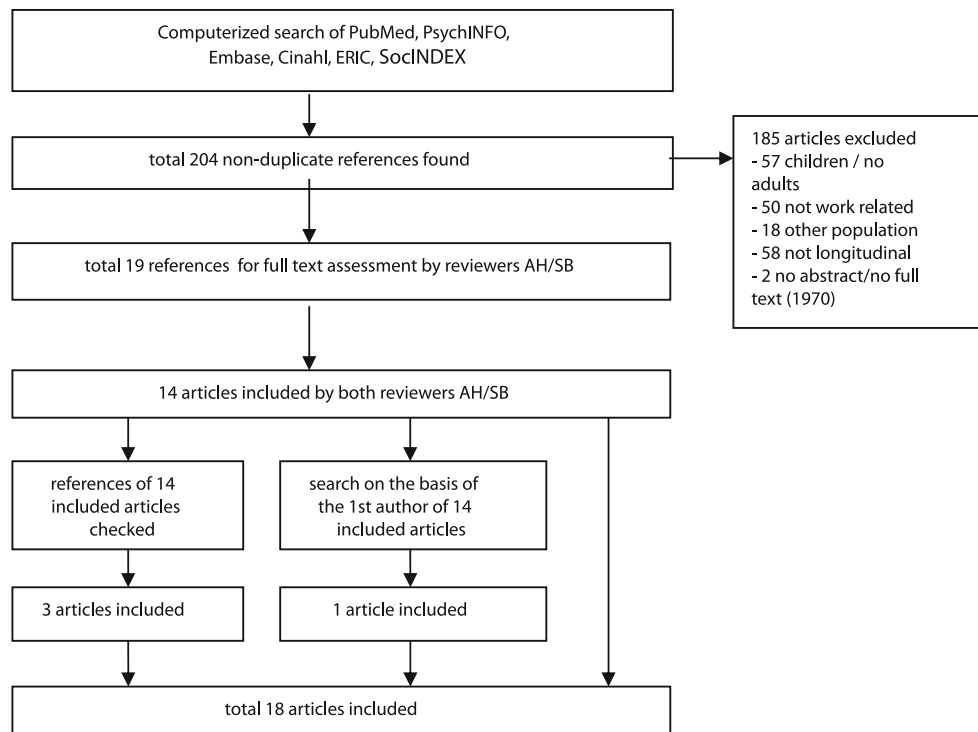 Computerized search of PubMed, PsychINFO,
Embase, Cinahl, ERIC, SocINDEX
total 204 non-duplicate references found
185 articles excluded
- 57 children / no
adults
- 50 not work related
- 18 other population
- 58 not longitudinal
- 2 no abstract/no full
text (1970)
total 19 references for full text assessment by reviewers AH/SB
14 articles included by both reviewers AH/SB
references of 14
included articles
checked
search on the basis of
the 1st author of 14
included articles
3 articles included
1 article included
total 18 articles included